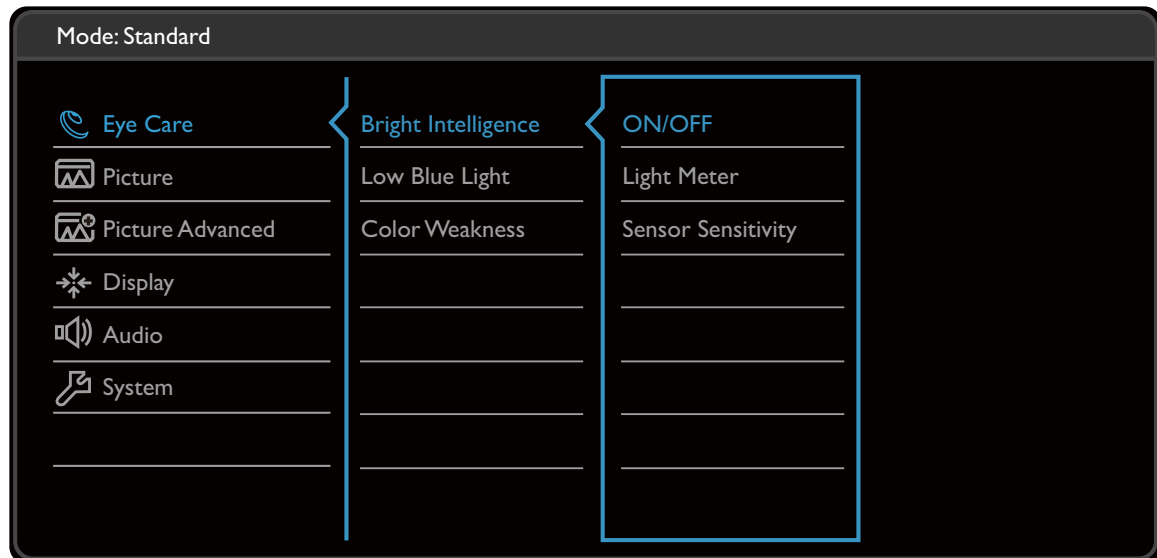 Mode: Standard
Eye Care
Bright Intelligence
ON/OFF
Picture
Low Blue Light
Light Meter
Picture Advanced
Color Weakness
Sensor Sensitivity
Display
Audio
System